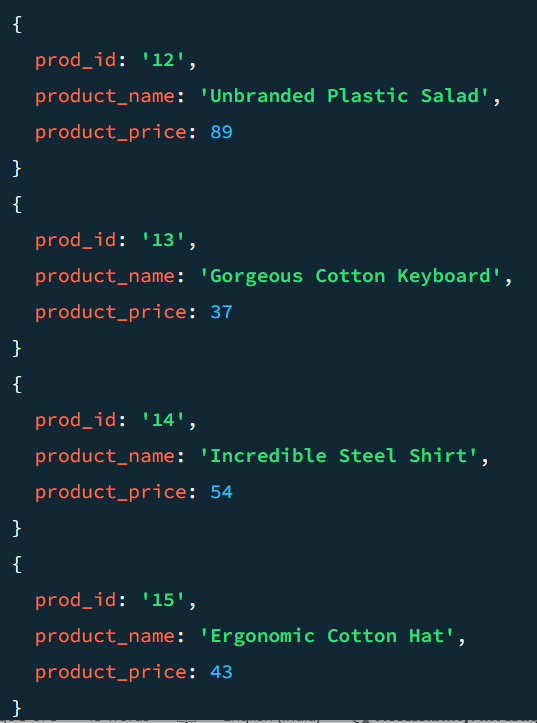 {
prod_id: '12',
product_name: 'Unbranded Plastic Salad',
product_price: 89
}
{
prod_id: '13',
product_name: 'Gorgeous Cotton Keyboard',
product_price: 37
}
{
prod_id: '14',
product_name: 'Incredible Steel Shirt',
product_price: 54
}
{
prod_id: '15',
product_name: 'Ergonomic Cotton Hat',
product_price: 43
}